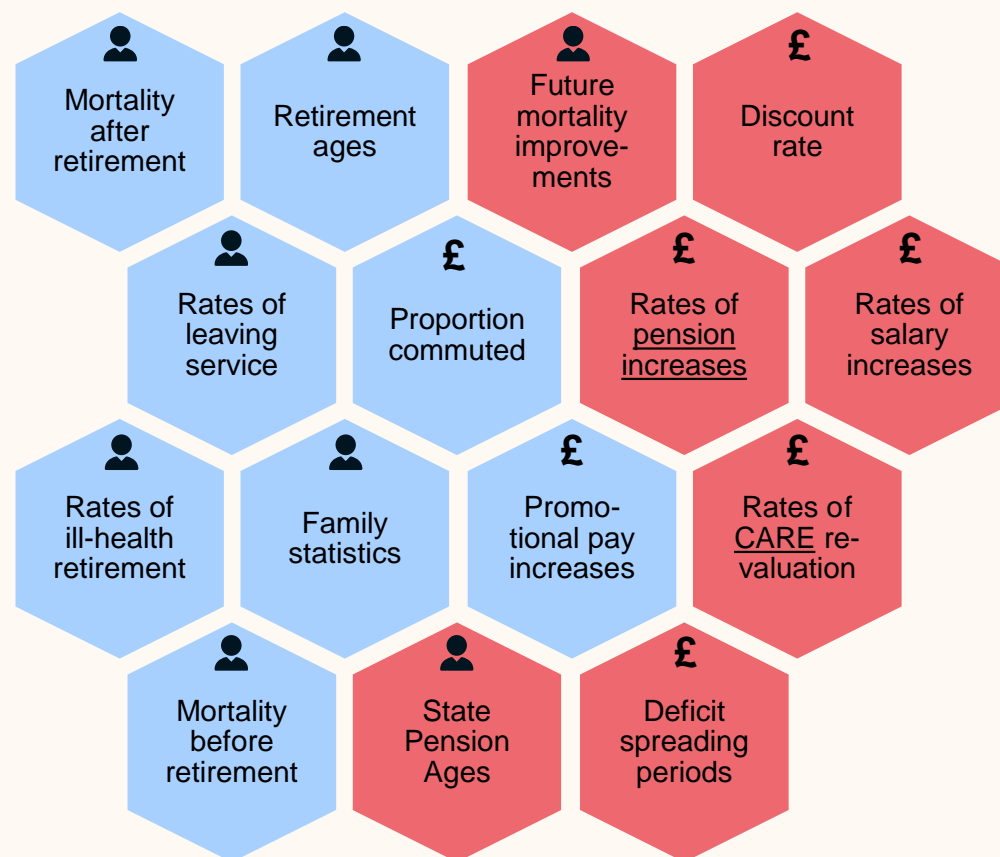 Mortality
after
retirement
Retirement
ages
Future
mortality
improve-
ments
£
Discount
rate
Rates of
leaving
service
£
Proportion
commuted
£
Rates of
pension
increases
£
Rates of
salary
increases
Rates of
ill-health
retirement
Family
statistics
£
Promo-
tional pay
increases
£
Rates of
CARE re-
valuation
Mortality
before
retirement
State
Pension
Ages
£
Deficit
spreading
periods